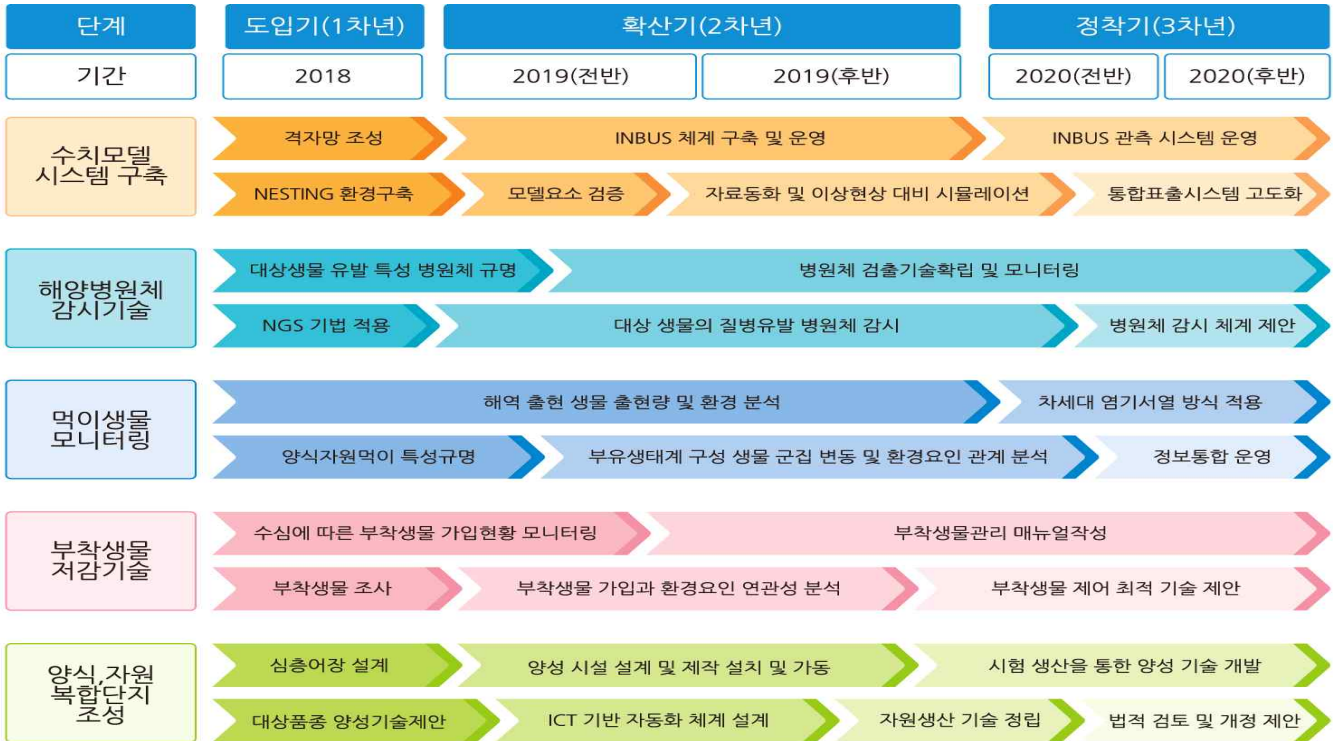 단계
도입기(1차년)
확산기(2차년)
정착기(3차년)
기간
2018
2019(전반)
2019(후반)
2020(전반)
2020(후반)
수치모델
시스템 구축
격자망 조성
INBUS 체계 구축 및 운영
INBUS 관측 시스템 운영
NESTING 환경구축
모델요소 검증
자료동화 및 이상현상 대비 시뮬레이션
통합표출시스템 고도화
해양병원체
감시기술
대상생물 유발 특성 병원체 규명
병원체 검출기술확립 및 모니터링
NGS 기법 적용
대상 생물의 질병유발 병원체 감시
병원체 감시 체계 제안
먹이생물
모니터링
해역 출현 생물 출현량 및 환경 분석
차세대 염기서열 방식 적용
양식자원먹이 특성규명
부유생태계 구성 생물 군집 변동 및 환경요인 관계 분석
정보통합 운영
부착생물
저감기술
수심에 따른 부착생물 가입현황 모니터링
부착생물관리 매뉴얼작성
부착생물 조사
부착생물 가입과 환경요인 연관성 분석
부착생물 제어 최적 기술 제안
양식,자원
복합단지
조성
심층어장 설계
양성 시설 설계 및 제작 설치 및 가동
시험 생산을 통한 양성 기술 개발
대상품종 양성기술제안
ICT 기반 자동화 체계 설계
자원생산 기술 정립
법적 검토 및 개정 제안